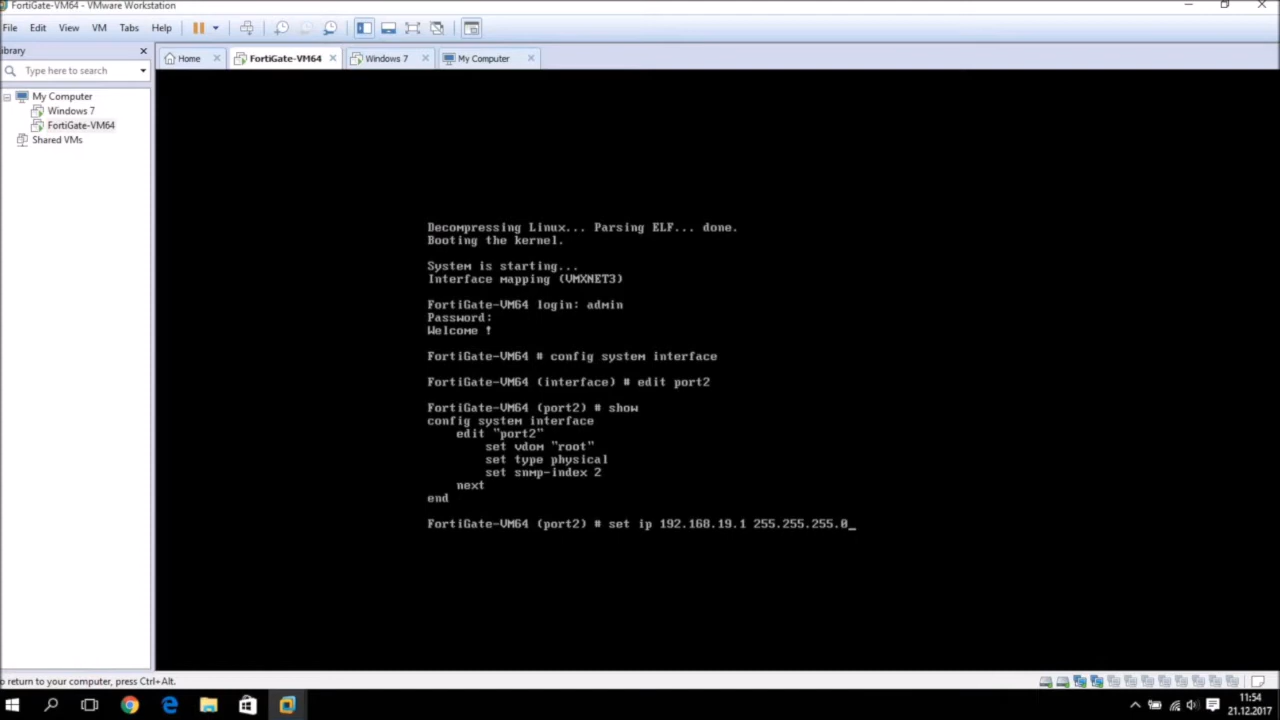 FortiGate-VM64 - VMware Workstation
File Edit View VM Tabs Help
ibrary
Type here to search
My Computer
Windows 7
FortiGate-VM64
Shared VMs
Home FortiGate-VM64 Windows 7 My Computer
Decompressing Linux... Parsing ELF... done.
Booting the kernel.
System is starting...
Interface mapping (VMXNET3)
FortiGate-VM64 login: admin
Password:
Welcome !
FortiGate-VM64 # config system interface
FortiGate-VM64 (interface) # edit port2
FortiGate-VM64 (port2) # show
config system interface
edit "port2"
set vdom "root"
set type physical
set snmp-index 2
next
end
FortiGate-VM64 (port2) # set ip 192.168.19.1 255.255.255.0_
o return to your computer, press Ctrl+Alt.
11:54
21.12.2017